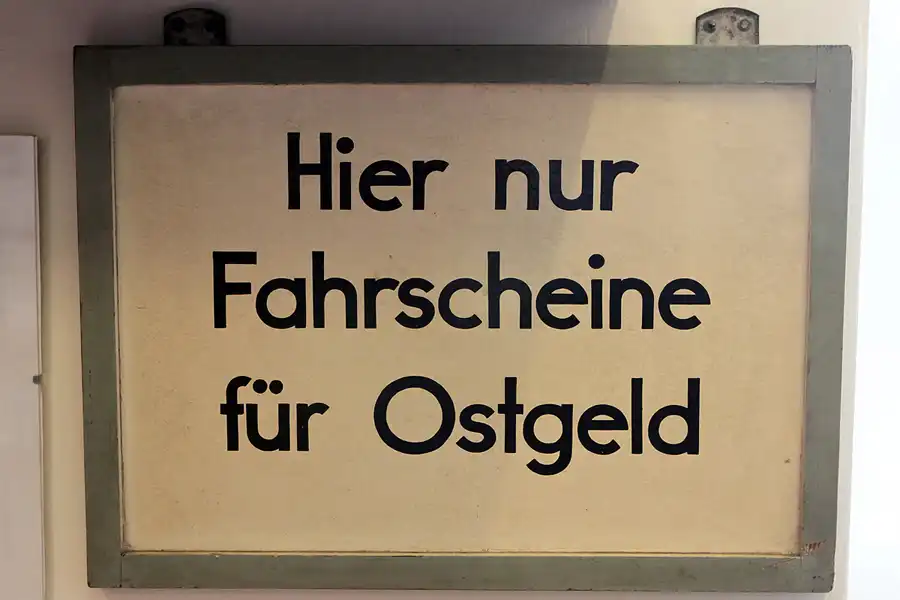 Hier nur
Fahrscheine
für Ostgeld